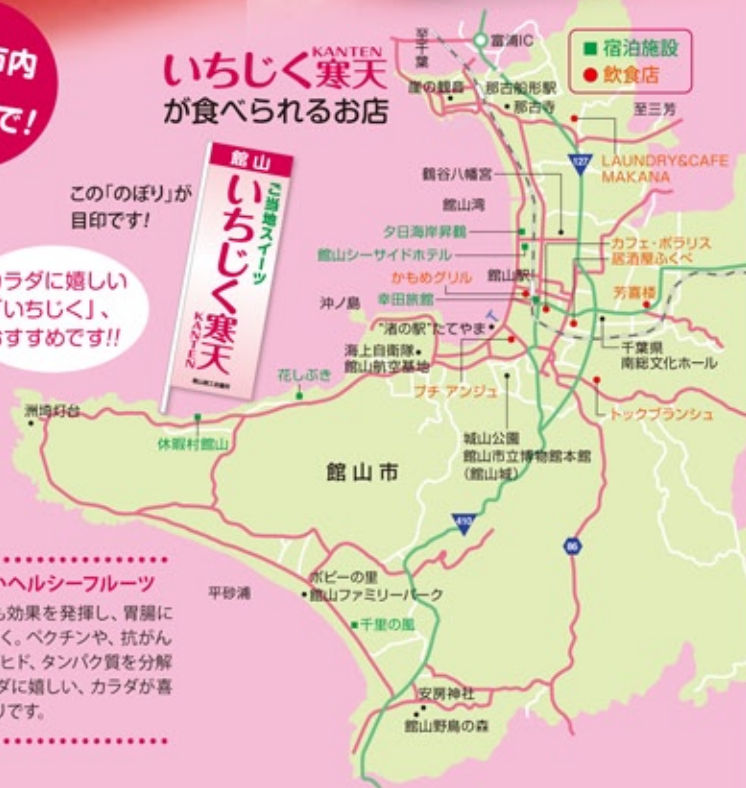 市内
で!
いちじく寒天
KANTEN
が食べられるお店
この「のぼり」が
目印です!
館山
ご当地スイーツ
いちじく寒天
KANTEN
カラダに嬉しい
「いちじく」、
おすすめです!!
宿泊施設
飲食店
至千葉
富浦IC
崖の観音
那古船形駅
那古寺
至三芳
127
LAUNDRY&CAFE
MAKANA
鶴谷八幡宮
館山湾
夕日海岸昇鶴
館山シーサイドホテル
カフェ・ポラリス
居酒屋ふくべ
かもめグリル
館山駅
沖ノ島
幸田旅館
芳喜楼
"渚の駅"たてやま
海上自衛隊
館山航空基地
千葉県
南総文化ホール
花しぶき
プチ アンジュ
トックブランシュ
洲埼灯台
休暇村館山
城山公園
館山市立博物館本館
(館山城)
館山市
410
86
ポピーの里
館山ファミリーパーク
平砂浦
千里の風
安房神社
館山野鳥の森
いヘルシーフルーツ
も効果を発揮し、胃腸に
く。ペクチンや、抗がん
ヒド、タンパク質を分解
ダに嬉しい、カラダが喜
りです。